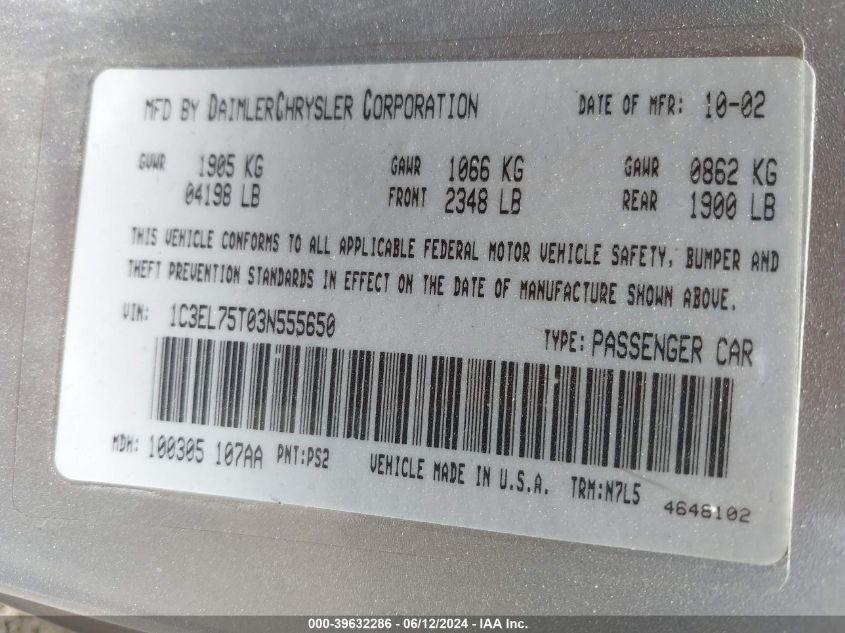 MFD BY DAIMLERCHRYSLER CORPORATION DATE OF MFR: 10-02
GVWR 1905 KG GAWR 1066 KG GAWR 0862 KG
04198 LB FRONT 2348 LB REAR 1900 LB
THIS VEHICLE CONFORMS TO ALL APPLICABLE FEDERAL MOTOR VEHICLE SAFETY, BUMPER AND
THEFT PREVENTION STANDARDS IN EFFECT ON THE DATE OF MANUFACTURE SHOWN ABOVE.
VIN: 1C3EL75T03N555650 TYPE: PASSENGER CAR
MDH: 100305 107AA PNT:PS2 VEHICLE MADE IN U.S.A. TRM:N7L5
4646102
000-39632286 - 06/12/2024 - IAA Inc.